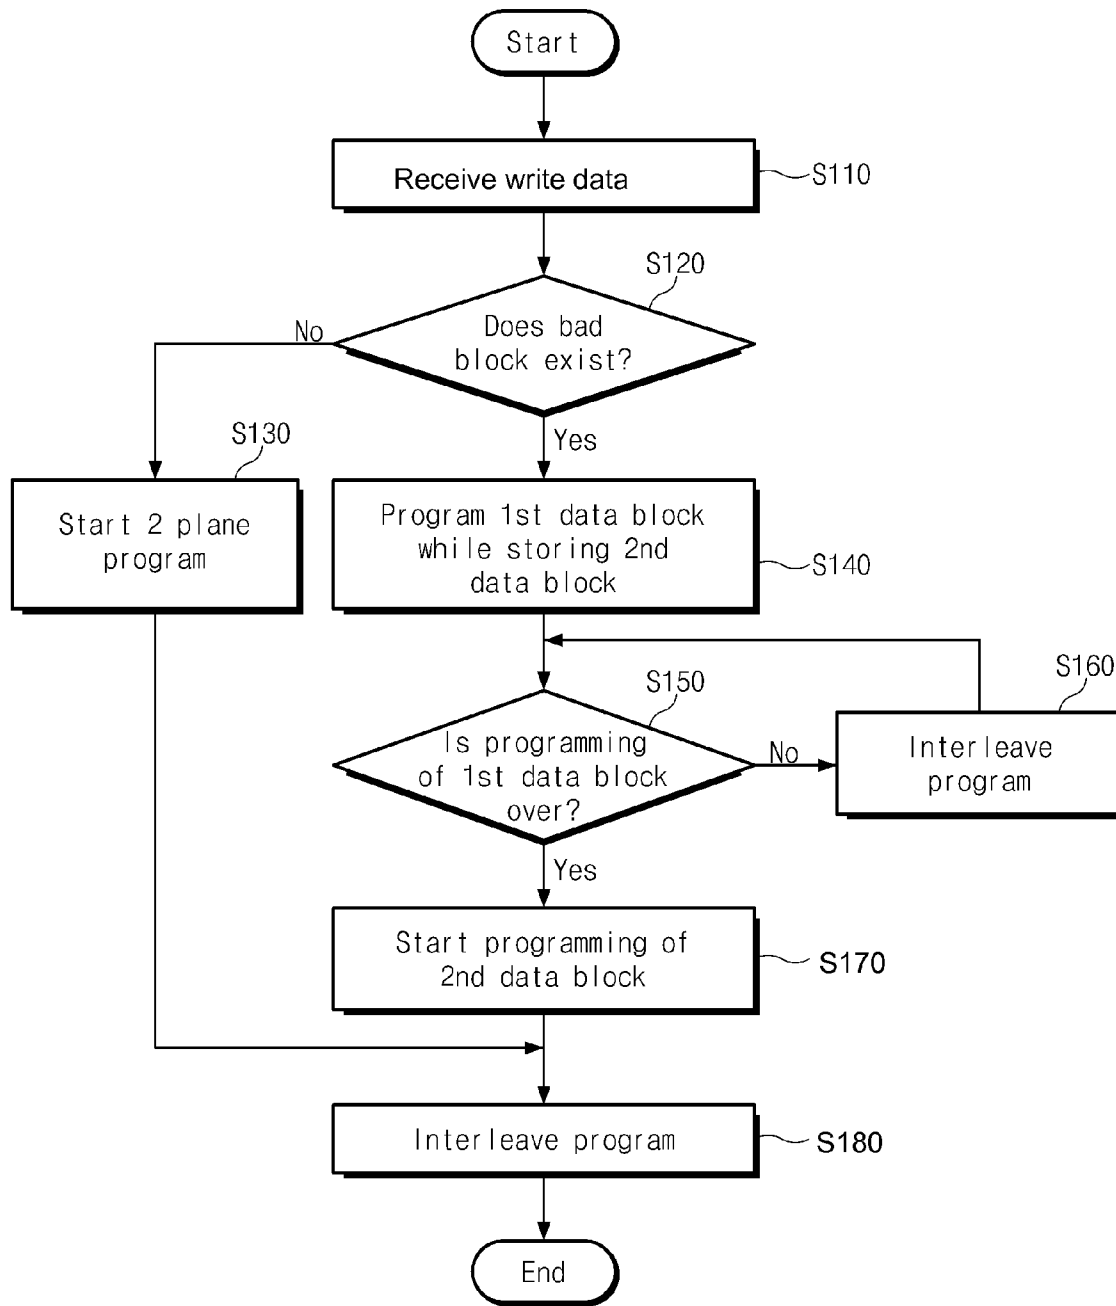 Start
Receive write data
S110
S120
Does bad
block exist?
No
Yes
S130
Start 2 plane
program
Program 1st data block
while storing 2nd
data block
S140
S150
Is programming
of 1st data block
over?
No
S160
Interleave
program
Yes
Start programming of
2nd data block
S170
Interleave program
S180
End